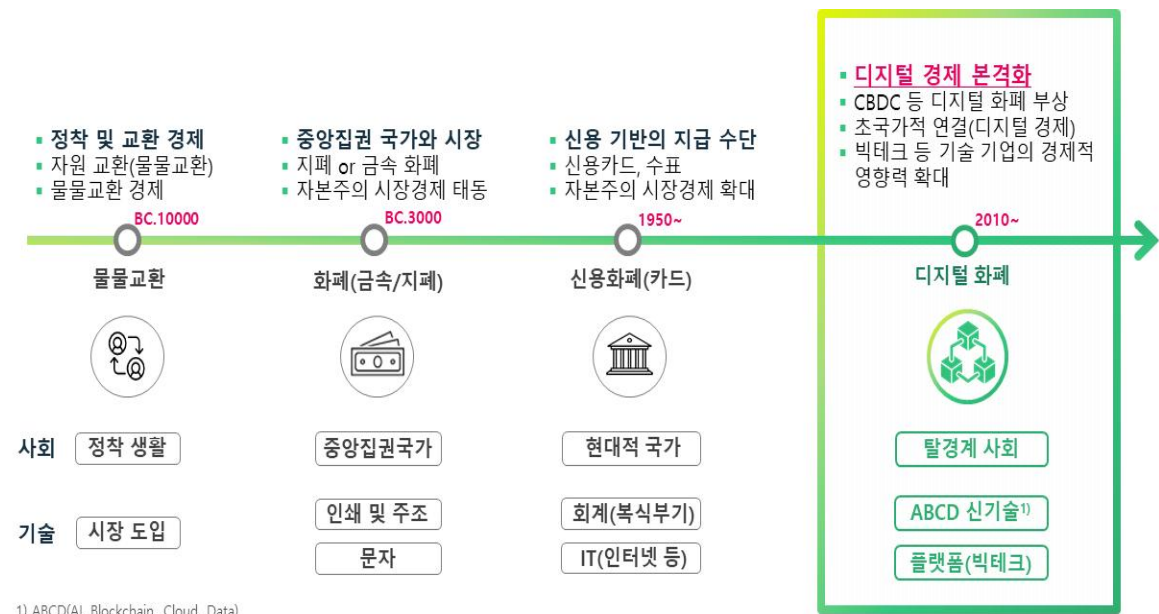 ▪ 정착 및 교환 경제
▪ 자원 교환(물물교환)
▪ 물물교환 경제
BC.10000
물물교환
▪ 중앙집권 국가와 시장
▪ 지폐 or 금속 화폐
▪ 자본주의 시장경제 태동
BC.3000
화폐(금속/지폐)
▪ 신용 기반의 지급 수단
▪ 신용카드, 수표
▪ 자본주의 시장경제 확대
1950~
신용화폐(카드)
▪ 디지털 경제 본격화
▪ CBDC 등 디지털 화폐 부상
▪ 초국가적 연결(디지털 경제)
▪ 빅테크 등 기술 기업의 경제적
영향력 확대
2010~
디지털 화폐
사회 정착 생활 중앙집권국가 현대적 국가 탈경계 사회
기술 시장 도입
인쇄 및 주조
문자
회계(복식부기)
IT(인터넷 등)
ABCD 신기술1)
플랫폼(빅테크)
1) ABCD(AI, Blockchain, Cloud, Data)